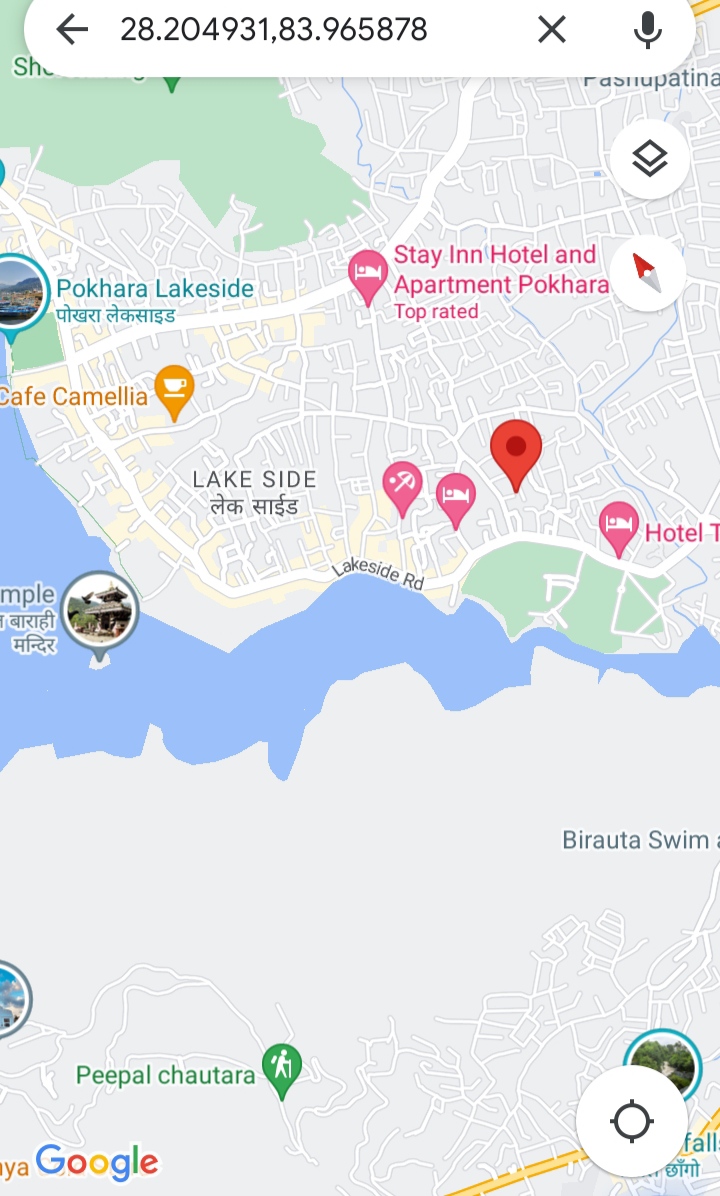 28.204931,83.965878
Stay Inn Hotel and
Apartment Pokhara
Top rated
Pokhara Lakeside
पोखरा लेकसाइड
Cafe Camellia
LAKE SIDE
लेक साईड
Hotel T
Lakeside Rd
mple
बाराही
मन्दिर
Birauta Swim a
Peepal chautara
falls
छाँगो
nya
Google